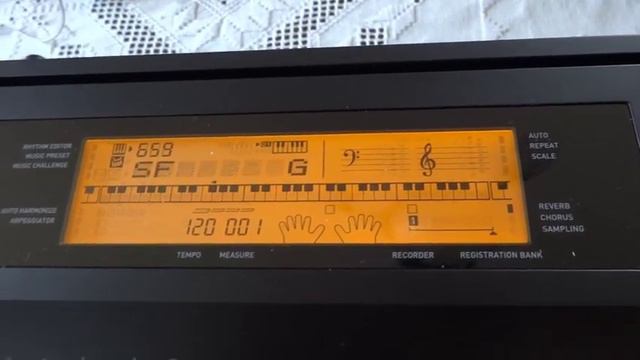 RHYTHM EDITOR
MUSIC PRESET
MUSIC CHALLENGE
AUTO HARMONIZE
ARPEGGIATOR
659
G
120 001
1
TEMPO MEASURE
RECORDER REGISTRATION BANK
AUTO
REPEAT
SCALE
REVERB
CHORUS
SAMPLING